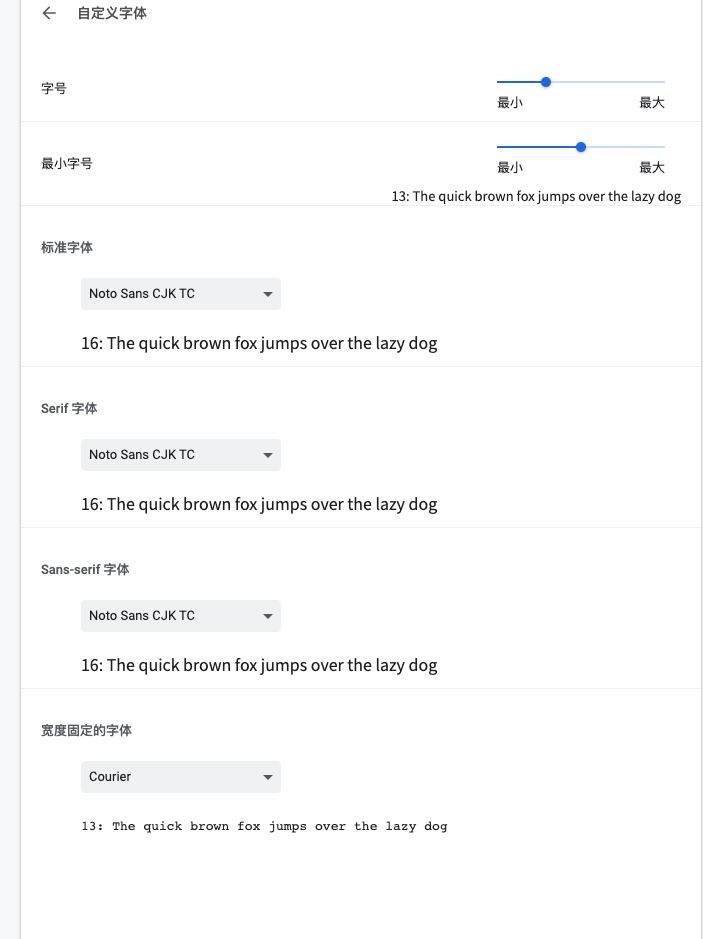 自定义字体
字号
最小 最大
最小字号
最小 最大
13: The quick brown fox jumps over the lazy dog
标准字体
Noto Sans CJK TC
16: The quick brown fox jumps over the lazy dog
Serif 字体
Noto Sans CJK TC
16: The quick brown fox jumps over the lazy dog
Sans-serif 字体
Noto Sans CJK TC
16: The quick brown fox jumps over the lazy dog
宽度固定的字体
Courier
13: The quick brown fox jumps over the lazy dog